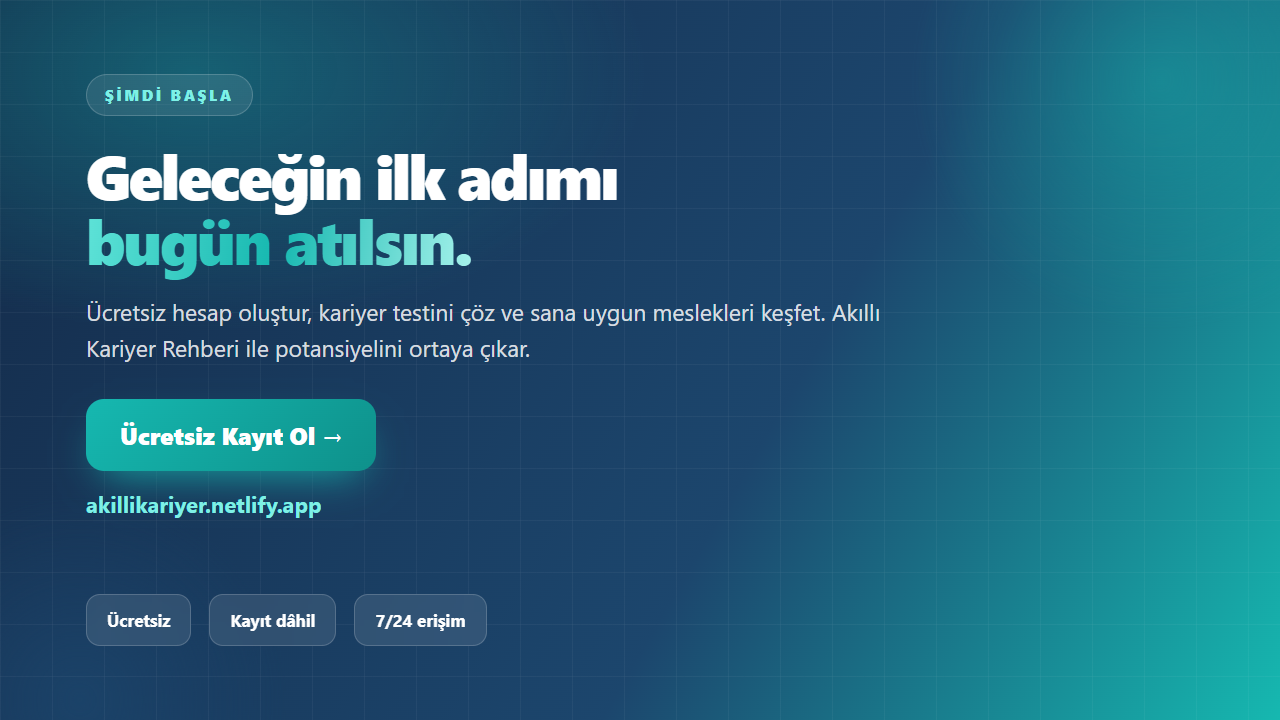 ŞİMDİ BAŞLA
Geleceğin ilk adımı
bugün atılsın.
Ücretsiz hesap oluştur, kariyer testini çöz ve sana uygun meslekleri keşfet. Akıllı
Kariyer Rehberi ile potansiyelini ortaya çıkar.
Ücretsiz Kayıt Ol →
akillikariyer.netlify.app
Ücretsiz
Kayıt dâhil
7/24 erişim